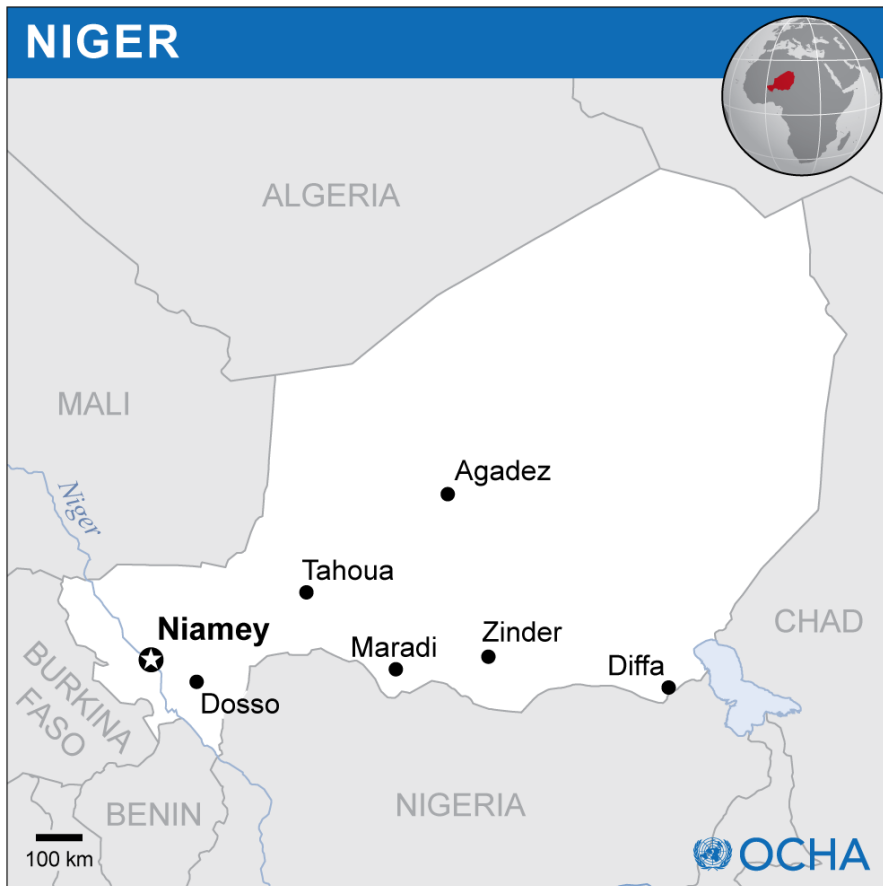 NIGER
ALGERIA
MALI
Niger
Agadez
Tahoua
Niamey
Maradi
Zinder
Diffa
CHAD
Dosso
BURKINA
FASO
BENIN
NIGERIA
100 km
OCHA